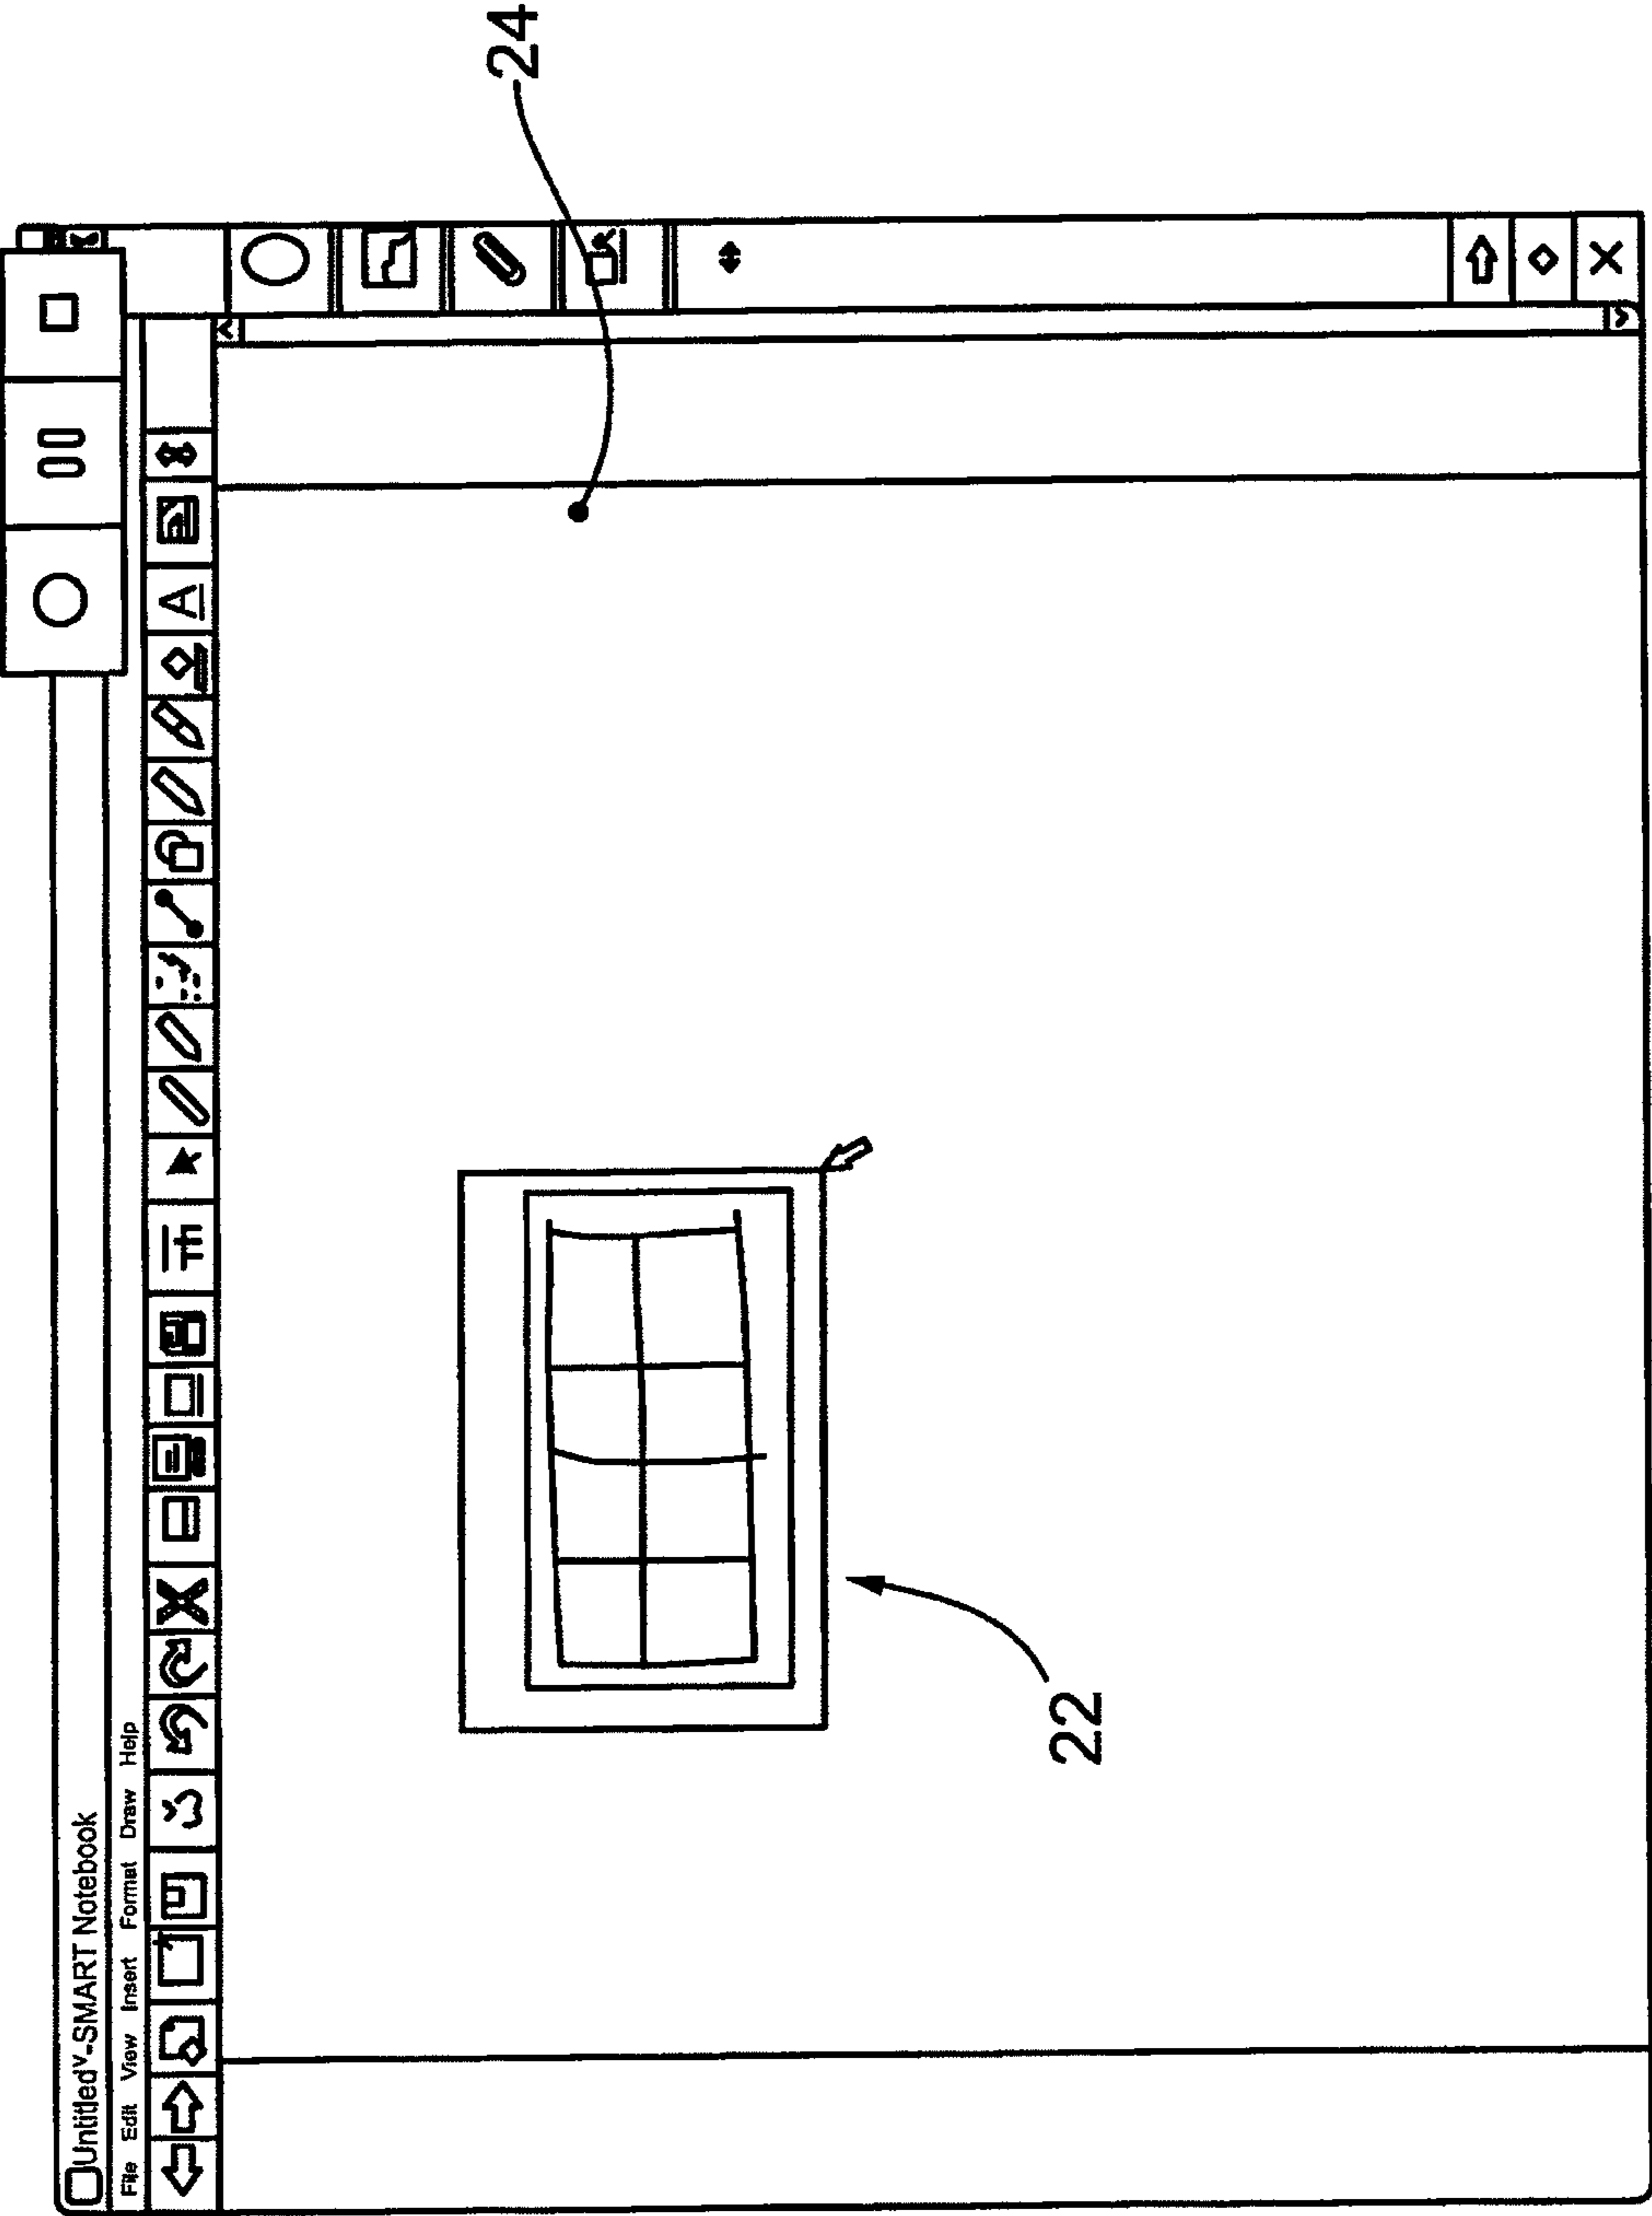 Untitled^v-SMART Notebook
File Edit View Insert Format Draw Help
A
24
22